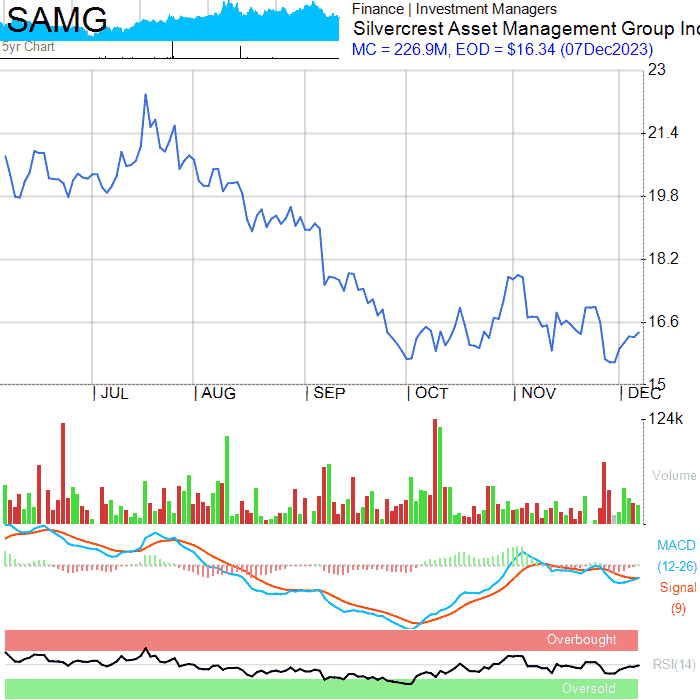 SAMG
5yr Chart
Finance | Investment Managers
Silvercrest Asset Management Group Inc
MC = 226.9M, EOD = $16.34 (07Dec2023)
23
21.4
19.8
18.2
16.6
15
JUL AUG SEP OCT NOV DEC
124k
Volume
MACD
(12-26)
Signal
(9)
Overbought
RSI(14)
Oversold